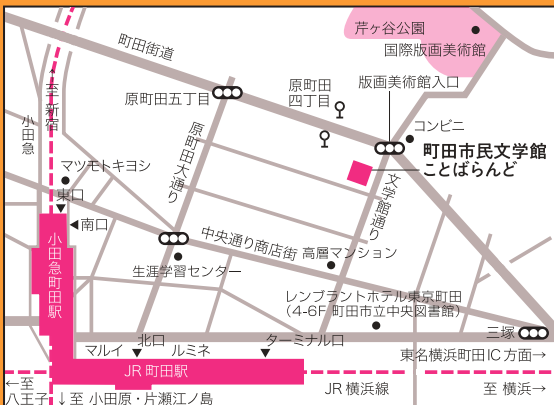 芹ヶ谷公園
国際版画美術館
町田街道
原町田
四丁目
版画美術館入口
原町田五丁目
コンビニ
町田市民文学館
ことばらんど
←至新宿
小田急
マツモトキヨシ
東口
南口
原町田大通り
文学館通り
中央通り商店街
高層マンション
生涯学習センター
小田急町田駅
レンブラントホテル東京町田
(4-6F 町田市立中央図書館)
三塚
北口
ターミナル口
マルイ
ルミネ
東名横浜町田IC方面→
JR町田駅
←至
八王子
↓至 小田原・片瀬江ノ島
JR横浜線
至 横浜→